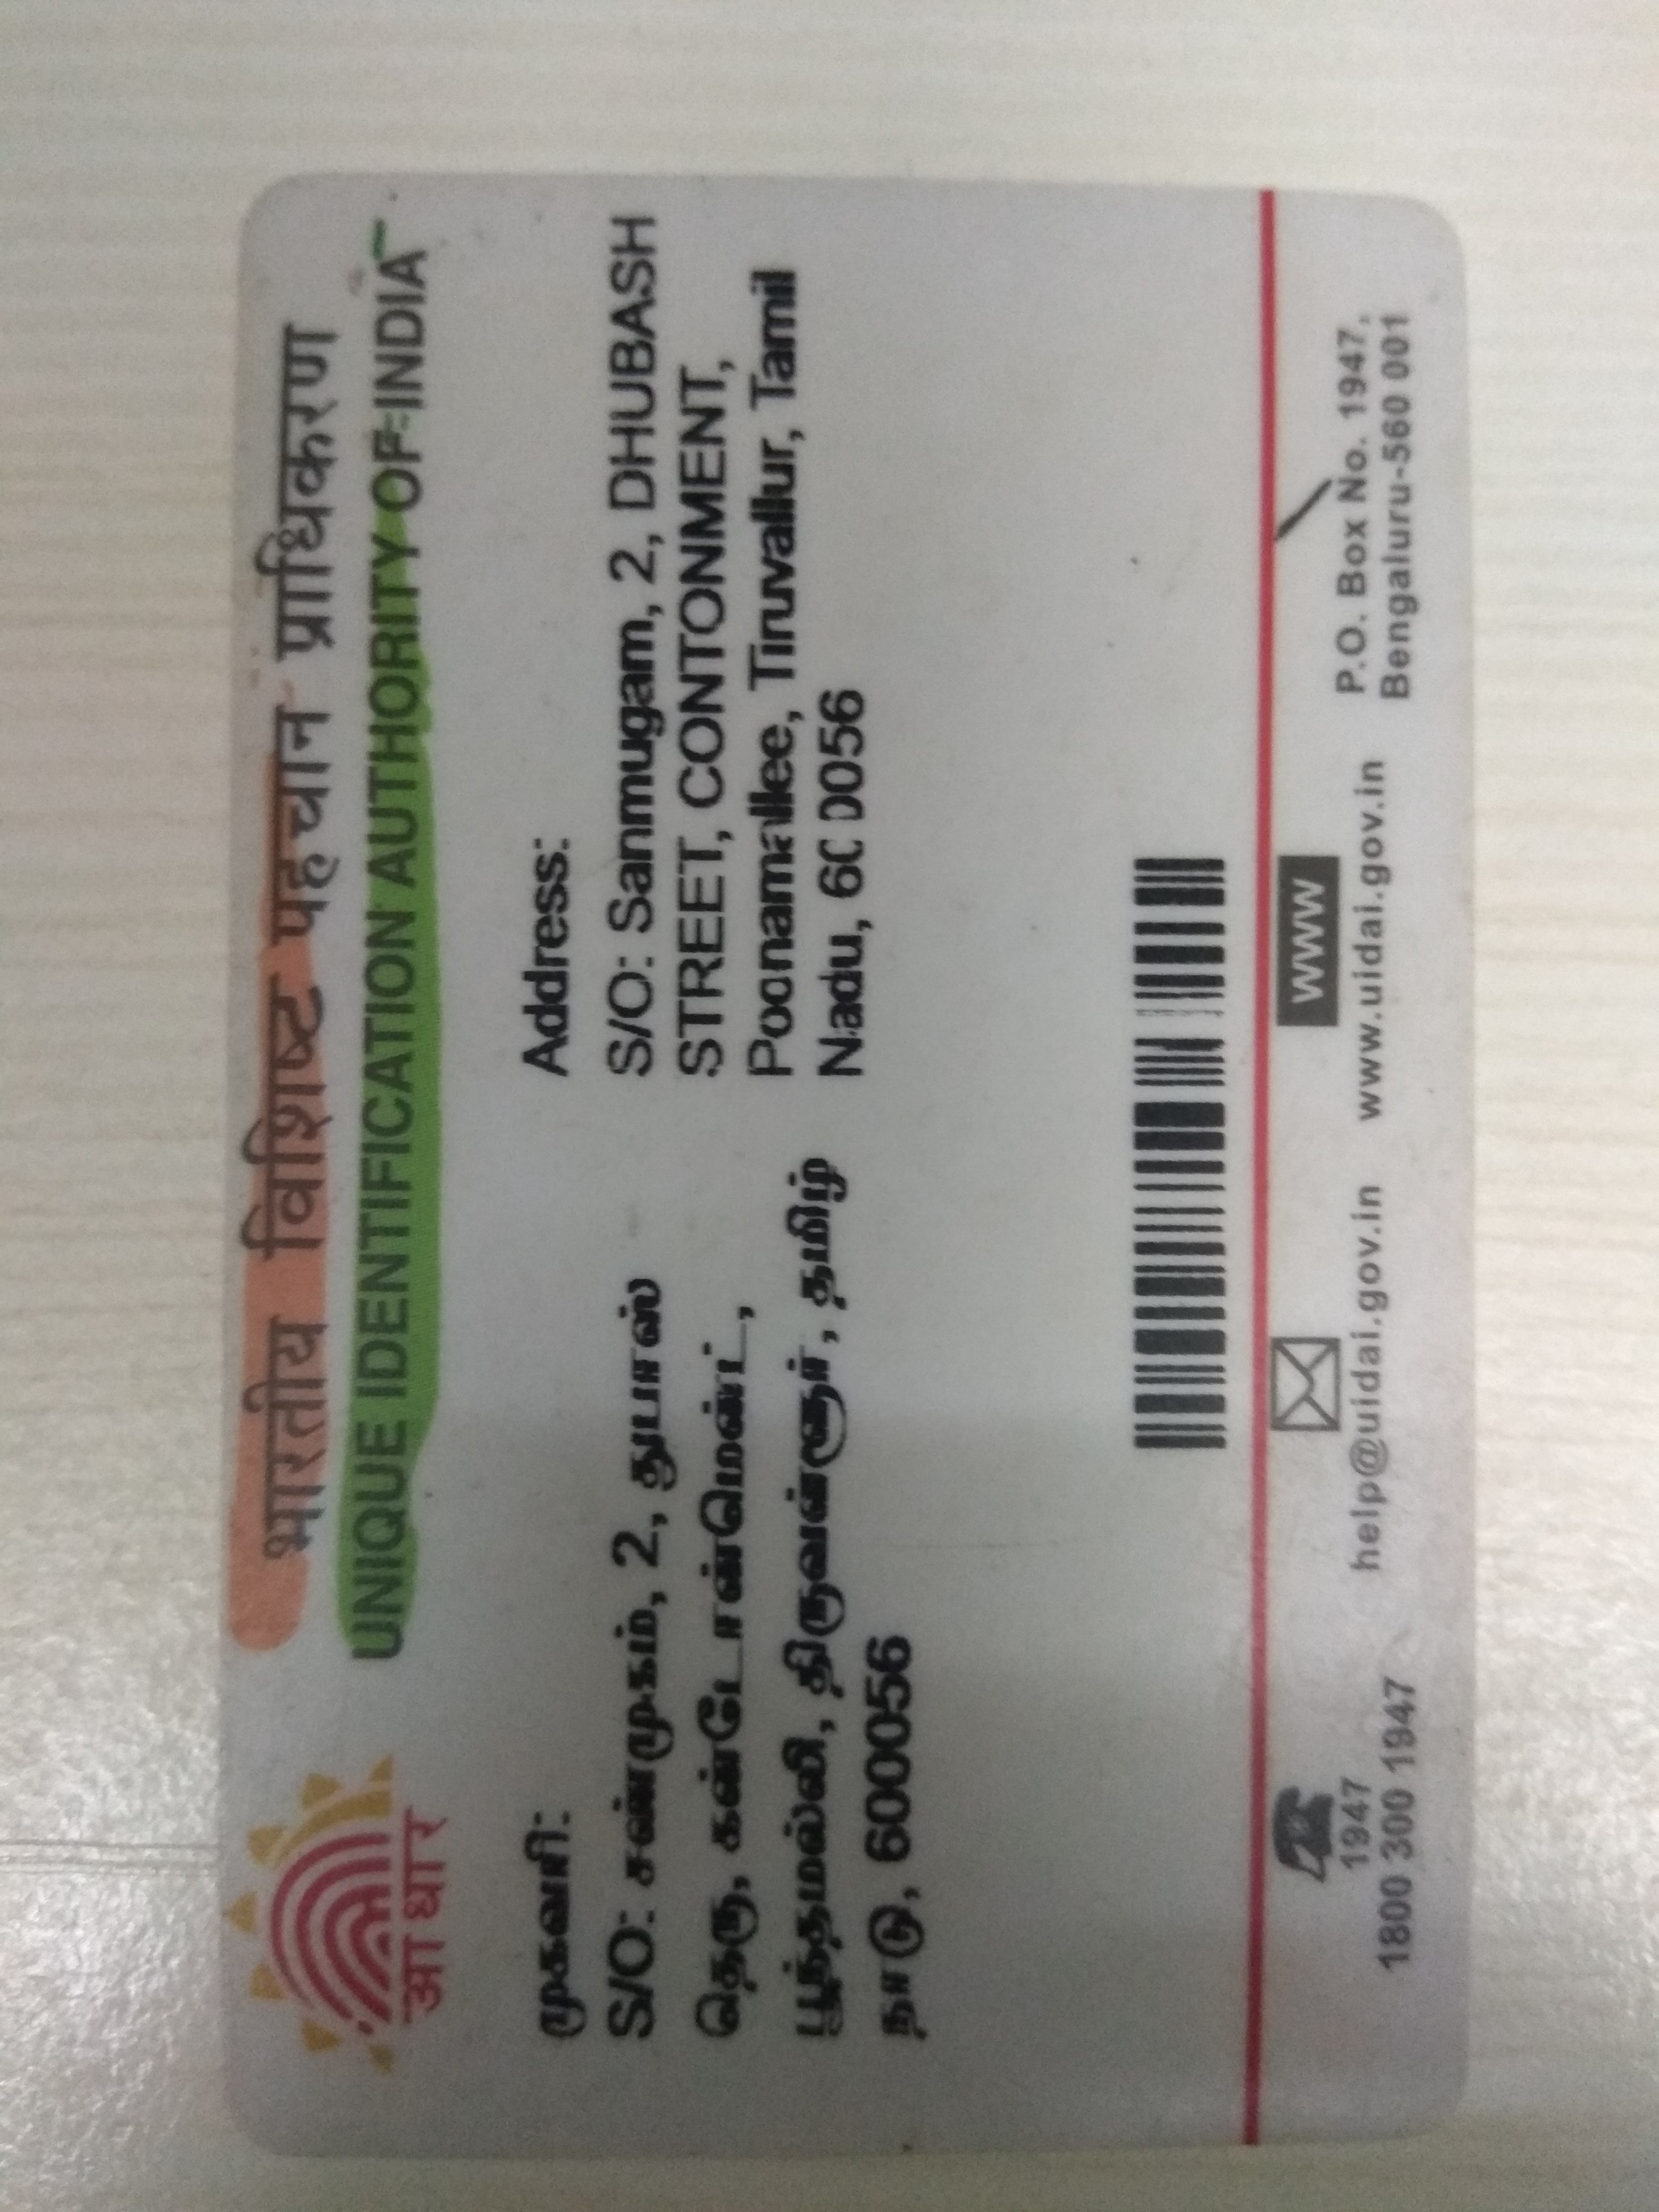 भारतीय विशिष्ट पहचान प्राधिकरण
UNIQUE IDENTIFICATION AUTHORITY OF INDIA
आधार
முகவரி:
S/O: சண்முகம், 2, துபாஸ்
தெரு, கன்டோன்மெண்ட்,
பூந்தமல்லி, திருவள்ளூர், தமிழ்
நாடு, 600056
Address:
S/O: Sanmugam, 2, DHUBASH
STREET, CONTONMENT,
Poonamallee, Tiruvallur, Tamil
Nadu, 600056
1947
1800 300 1947
help@uidai.gov.in
WWW
www.uidai.gov.in
P.O. Box No. 1947,
Bengaluru-560 001